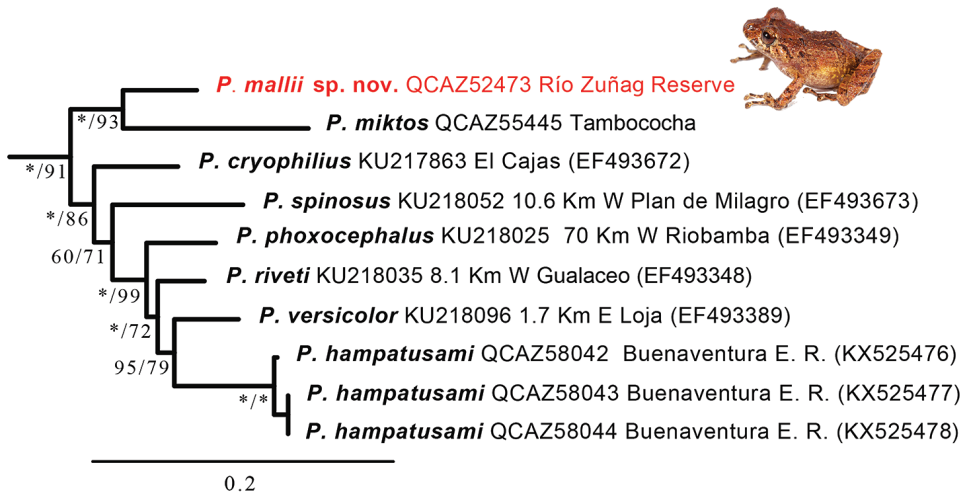 P. mallii sp. nov. QCAZ52473 Río Zuñag Reserve
*/93
P. miktos QCAZ55445 Tambococha
*/91
P. cryophilius KU217863 El Cajas (EF493672)
*/86
P. spinosus KU218052 10.6 Km W Plan de Milagro (EF493673)
60/71
P. phoxocephalus KU218025 70 Km W Riobamba (EF493349)
*/99
P. riveti KU218035 8.1 Km W Gualaceo (EF493348)
*/72
P. versicolor KU218096 1.7 Km E Loja (EF493389)
95/79
P. hampatusami QCAZ58042 Buenaventura E. R. (KX525476)
*/*
P. hampatusami QCAZ58043 Buenaventura E. R. (KX525477)
P. hampatusami QCAZ58044 Buenaventura E. R. (KX525478)
0.2